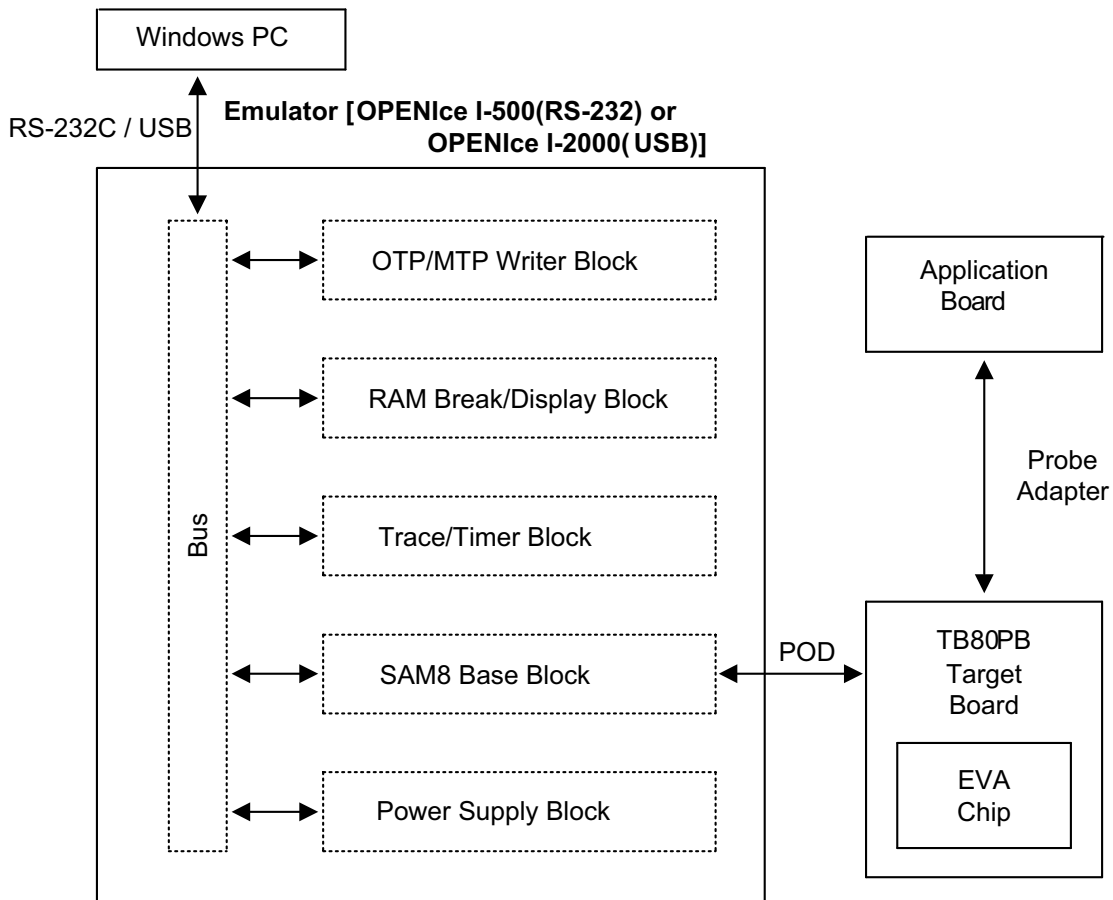 Windows PC
RS-232C / USB
Emulator [OPENIce I-500(RS-232) or
OPENIce I-2000(USB)]
Bus
OTP/MTP Writer Block
RAM Break/Display Block
Trace/Timer Block
SAM8 Base Block
Power Supply Block
POD
Application
Board
Probe
Adapter
TB80PB
Target
Board
EVA
Chip